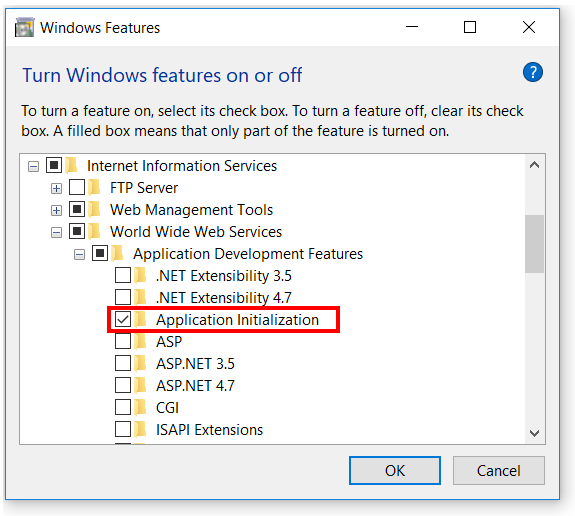 Windows Features
Turn Windows features on or off
?
To turn a feature on, select its check box. To turn a feature off, clear its check
box. A filled box means that only part of the feature is turned on.
Internet Information Services
FTP Server
Web Management Tools
World Wide Web Services
Application Development Features
.NET Extensibility 3.5
.NET Extensibility 4.7
Application Initialization
ASP
ASP.NET 3.5
ASP.NET 4.7
CGI
ISAPI Extensions
OK
Cancel